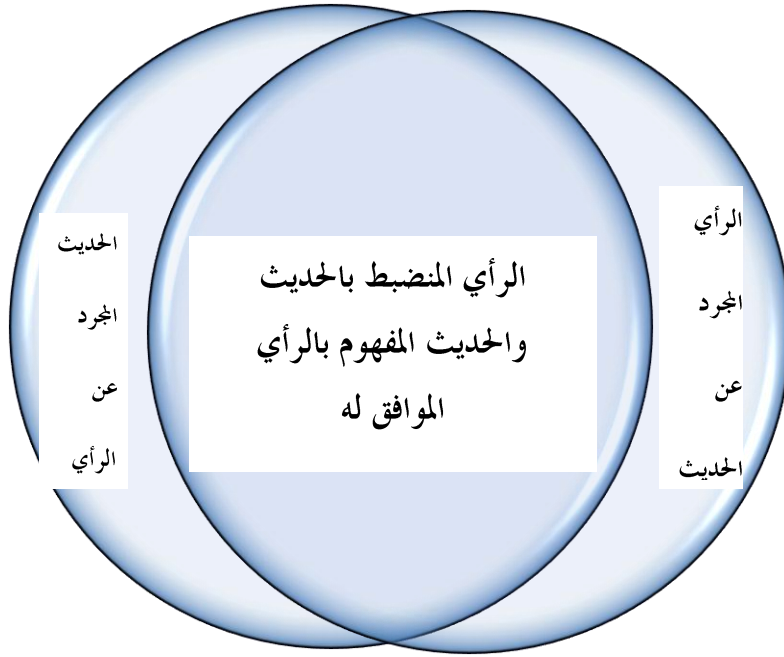 الرأي
المجرد
عن
الحديث
الرأي المنضبط بالحديث
والحديث المفهوم بالرأي
الموافق له
الحديث
المجرد
عن
الرأي